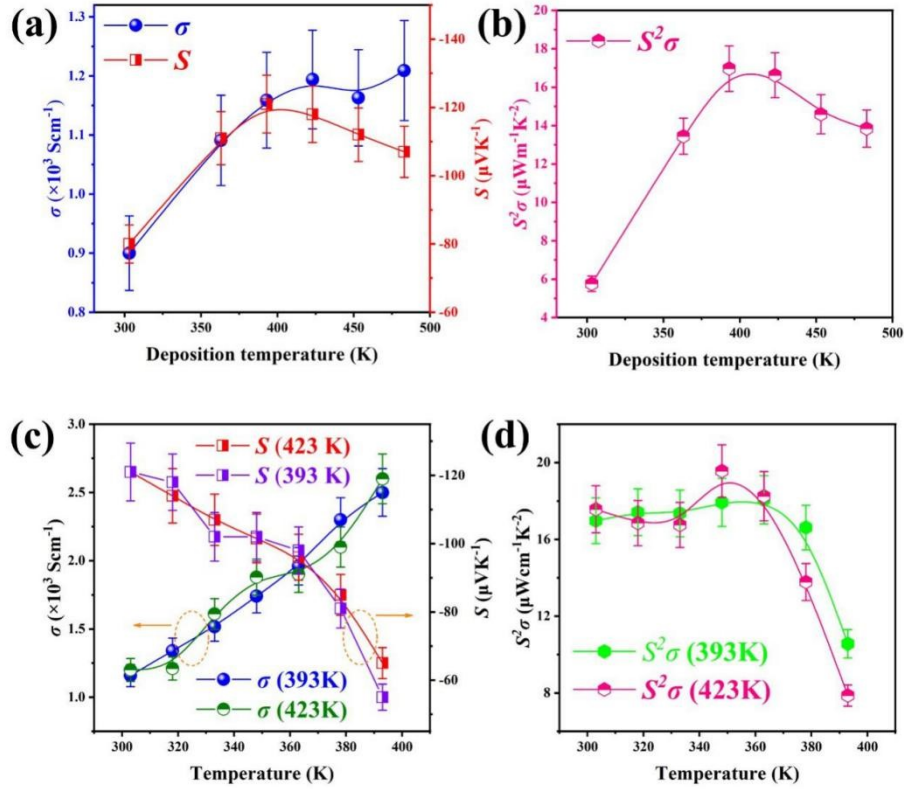 (a)
σ
S
1.3
1.2
1.1
1.0
0.9
0.8
σ (×10³ Scm⁻¹)
-140
-120
-100
-80
-60
S (µVK⁻¹)
300 350 400 450 500
Deposition temperature (K)
(b)
S²σ
20
18
16
14
12
10
8
6
4
S²σ (µWm⁻¹K⁻²)
300 350 400 450 500
Deposition temperature (K)
(c)
S (423 K)
S (393 K)
σ (393K)
σ (423K)
3.0
2.5
2.0
1.5
1.0
σ (×10³ Scm⁻¹)
-120
-100
-80
-60
S (µVK⁻¹)
300 320 340 360 380 400
Temperature (K)
(d)
S²σ (393K)
S²σ (423K)
20
16
12
8
S²σ (µWcm⁻¹K⁻²)
300 320 340 360 380 400
Temperature (K)